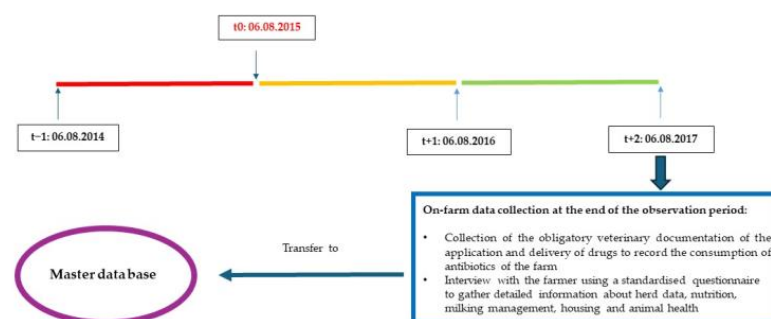 t0: 06.08.2015
t−1: 06.08.2014
t+1: 06.08.2016
t+2: 06.08.2017
On-farm data collection at the end of the observation period:
• Collection of the obligatory veterinary documentation of the
application and delivery of drugs to record the consumption of
antibiotics of the farm
• Interview with the farmer using a standardised questionnaire
to gather detailed information about herd data, nutrition,
milking management, housing and animal health
Transfer to
Master data base